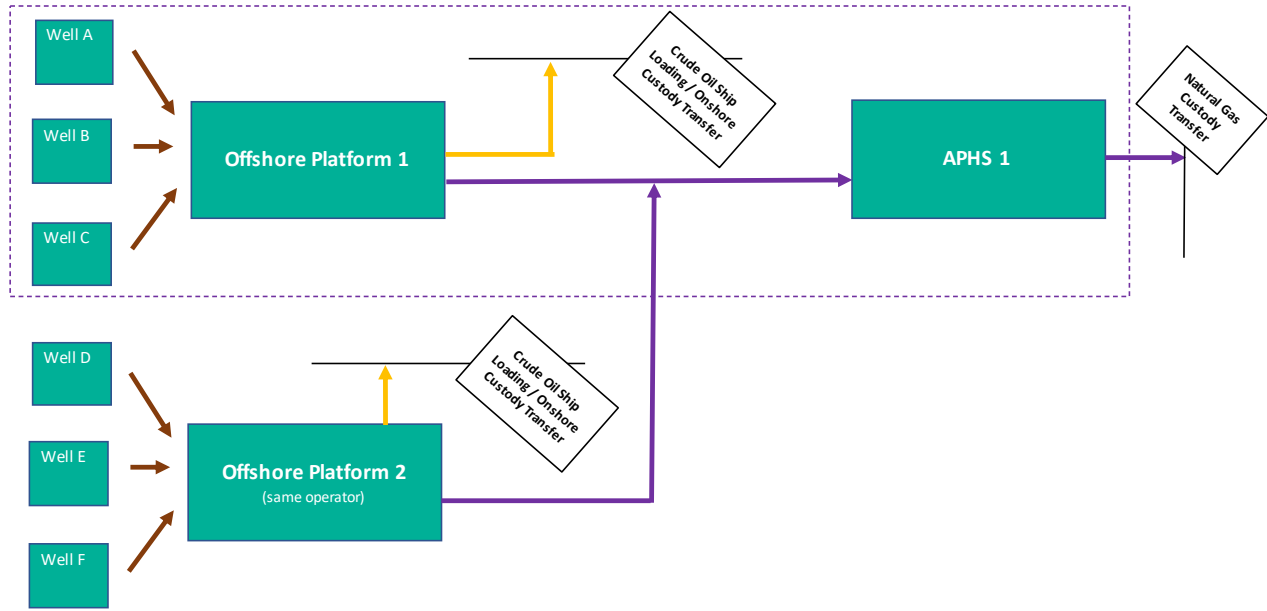 Well A
Well B
Well C
Offshore Platform 1
Crude Oil Ship
Loading / Onshore
Custody Transfer
APHS 1
Natural Gas
Custody
Transfer
Well D
Well E
Well F
Offshore Platform 2
(same operator)
Crude Oil Ship
Loading / Onshore
Custody Transfer